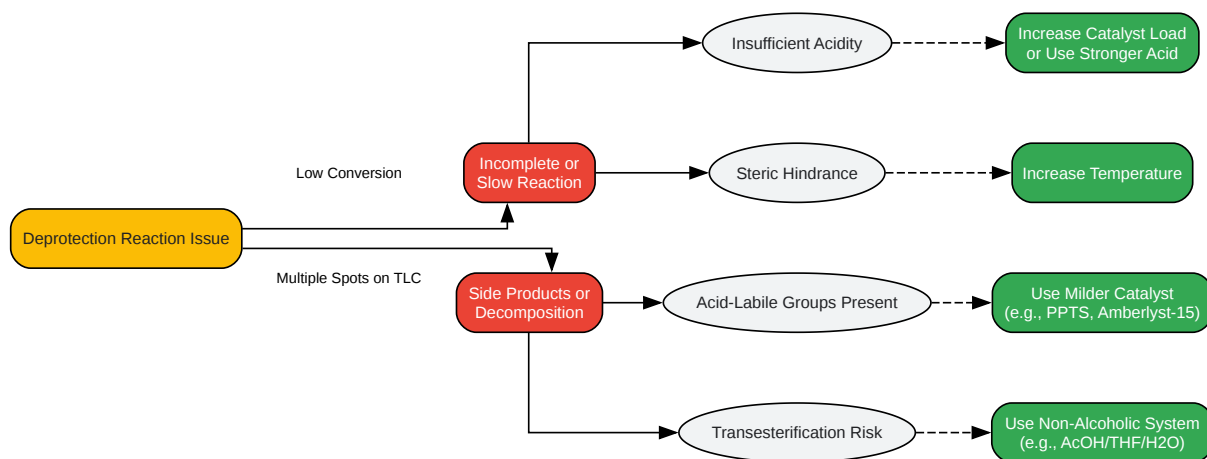 Insufficient Acidity
Increase Catalyst Load
or Use Stronger Acid
Low Conversion
Incomplete or
Slow Reaction
Steric Hindrance
Increase Temperature
Deprotection Reaction Issue
Multiple Spots on TLC
Side Products or
Decomposition
Acid-Labile Groups Present
Use Milder Catalyst
(e.g., PPTS, Amberlyst-15)
Transesterification Risk
Use Non-Alcoholic System
(e.g., AcOH/THF/H2O)